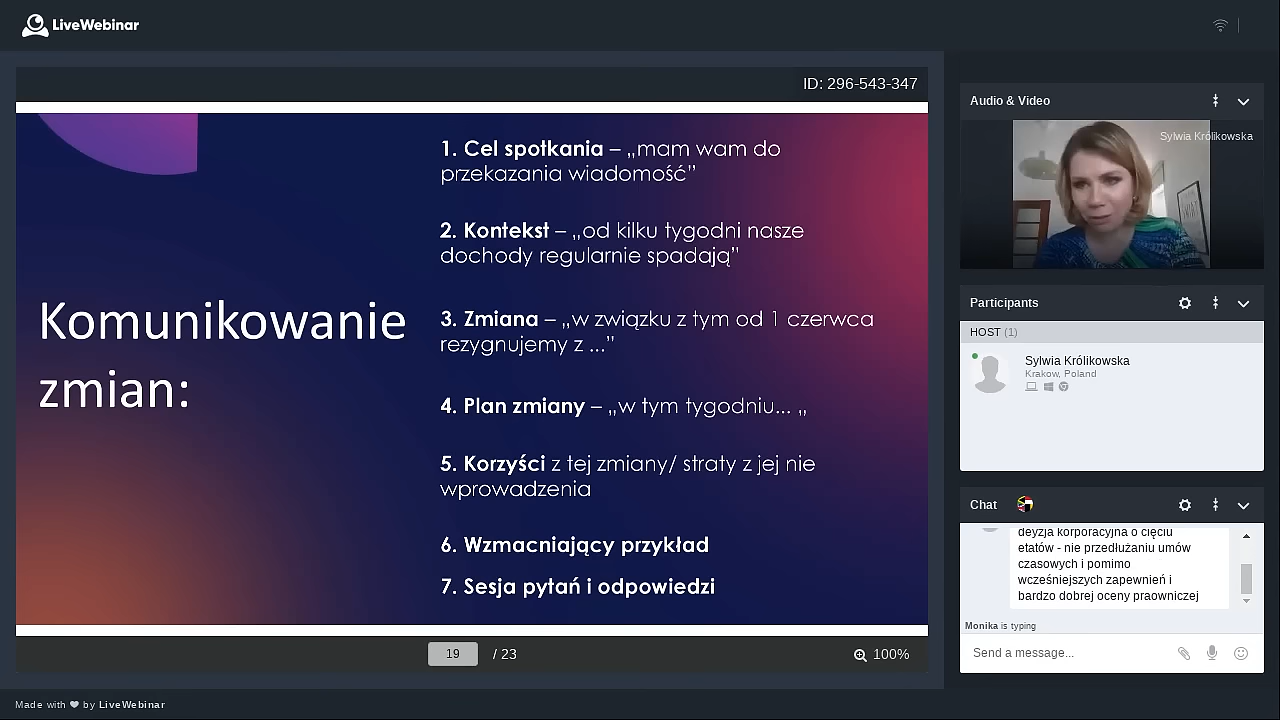 LiveWebinar
ID: 296-543-347
Komunikowanie
zmian:
1. Cel spotkania – „mam wam do
przekazania wiadomość”
2. Kontekst – „od kilku tygodni nasze
dochody regularnie spadają”
3. Zmiana – „w związku z tym od 1 czerwca
rezygnujemy z ...”
4. Plan zmiany – „w tym tygodniu... „
5. Korzyści z tej zmiany/ straty z jej nie
wprowadzenia
6. Wzmacniający przykład
7. Sesja pytań i odpowiedzi
19 / 23
100%
Audio & Video
Sylwia Królikowska
Participants
HOST (1)
Sylwia Królikowska
Krakow, Poland
Chat
deyzja korporacyjna o cięciu
etatów - nie przedłużaniu umów
czasowych i pomimo
wcześniejszych zapewnień i
bardzo dobrej oceny praowniczej
Monika is typing
Send a message...
Made with ❤ by LiveWebinar